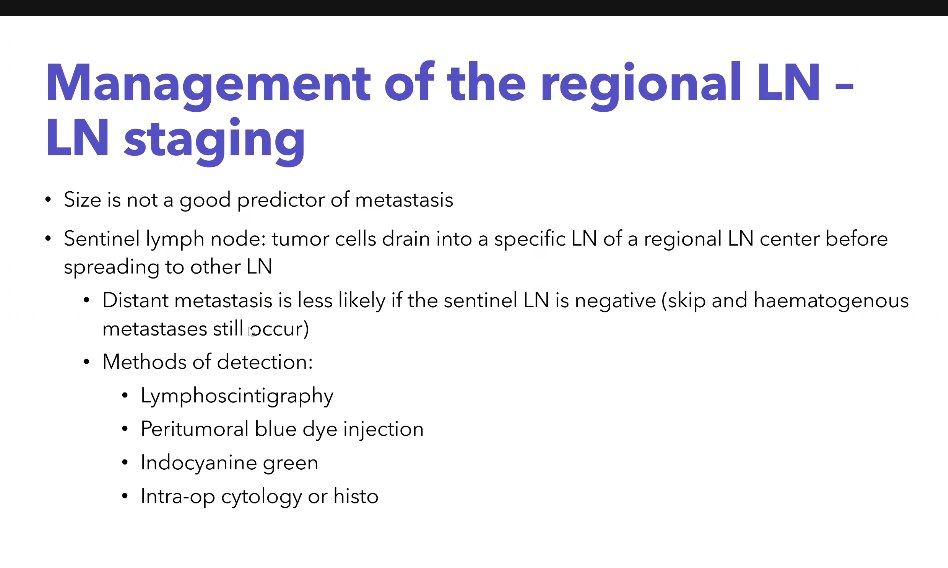 Management of the regional LN –
LN staging
• Size is not a good predictor of metastasis
• Sentinel lymph node: tumor cells drain into a specific LN of a regional LN center before
spreading to other LN
• Distant metastasis is less likely if the sentinel LN is negative (skip and haematogenous
metastases still occur)
• Methods of detection:
• Lymphoscintigraphy
• Peritumoral blue dye injection
• Indocyanine green
• Intra-op cytology or histo